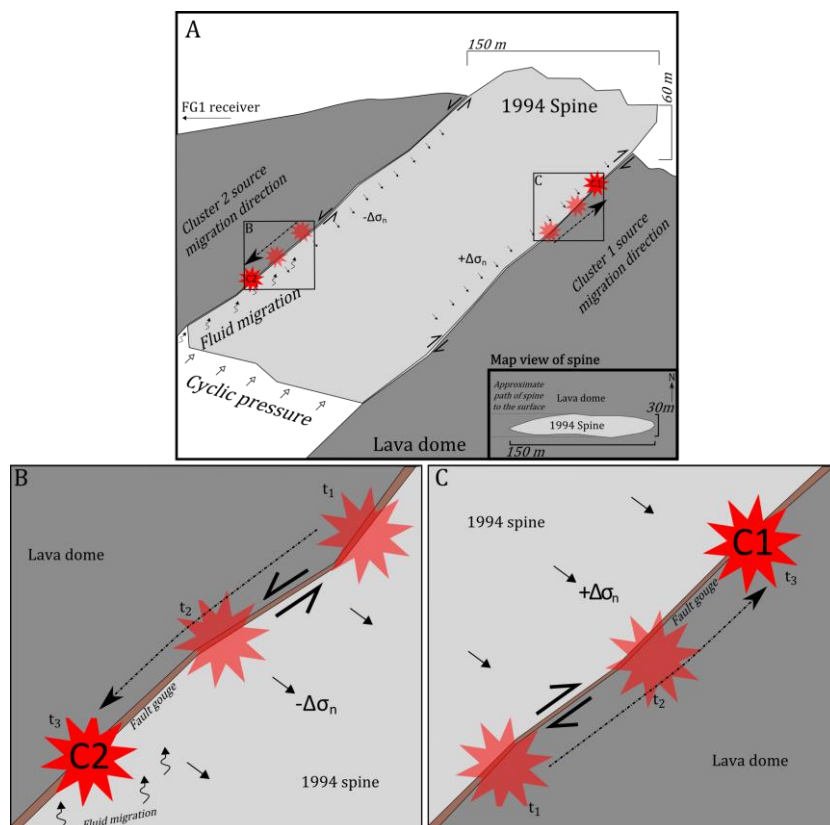 A
150 m
60 m
FG1 receiver
1994 Spine
Cluster 2 source
migration direction
B
C2
-Δσn
C
C1
+Δσn
Cluster 1 source
migration direction
Fluid migration
Cyclic pressure
Lava dome
Map view of spine
Approximate
path of spine
to the surface
Lava dome
N
1994 Spine
30m
150 m
B
t1
Lava dome
t2
-Δσn
t3
Fault gouge
C2
1994 spine
Fluid migration
C
1994 spine
C1
t3
+Δσn
Fault gouge
t2
Lava dome
t1